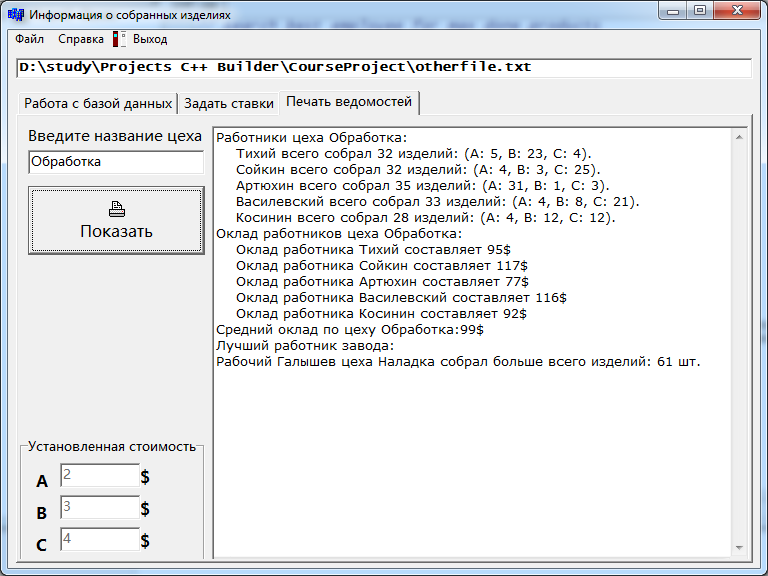 Информация о собранных изделиях
Файл Справка Выход
D:\study\Projects C++ Builder\CourseProject\otherfile.txt
Работа с базой данных Задать ставки Печать ведомостей
Введите название цеха
Обработка
Показать
Работники цеха Обработка:
Тихий всего собрал 32 изделий: (A: 5, B: 23, C: 4).
Сойкин всего собрал 32 изделий: (A: 4, B: 3, C: 25).
Артюхин всего собрал 35 изделий: (A: 31, B: 1, C: 3).
Василевский всего собрал 33 изделий: (A: 4, B: 8, C: 21).
Косинин всего собрал 28 изделий: (A: 4, B: 12, C: 12).
Оклад работников цеха Обработка:
Оклад работника Тихий составляет 95$
Оклад работника Сойкин составляет 117$
Оклад работника Артюхин составляет 77$
Оклад работника Василевский составляет 116$
Оклад работника Косинин составляет 92$
Средний оклад по цеху Обработка:99$
Лучший работник завода:
Рабочий Галышев цеха Наладка собрал больше всего изделий: 61 шт.
Установленная стоимость
A 2 $
B 3 $
C 4 $